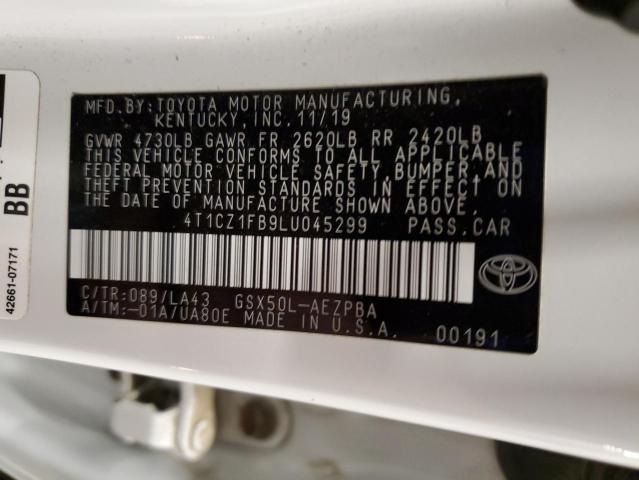 MFD.BY:TOYOTA MOTOR MANUFACTURING,
KENTUCKY,INC.11/19
GVWR 4730LB GAWR FR 2620LB RR 2420LB
THIS VEHICLE CONFORMS TO ALL APPLICABLE
FEDERAL MOTOR VEHICLE SAFETY,BUMPER,AND
THEFT PREVENTION STANDARDS IN EFFECT ON
THE DATE OF MANUFACTURE SHOWN ABOVE.
4T1CZ1FB9LU045299 PASS.CAR
C/TR:089/LA43 GSX50L-AEZPBA
A/TM:-01A/UA80E MADE IN U.S.A.
00191
BB
42661-07171